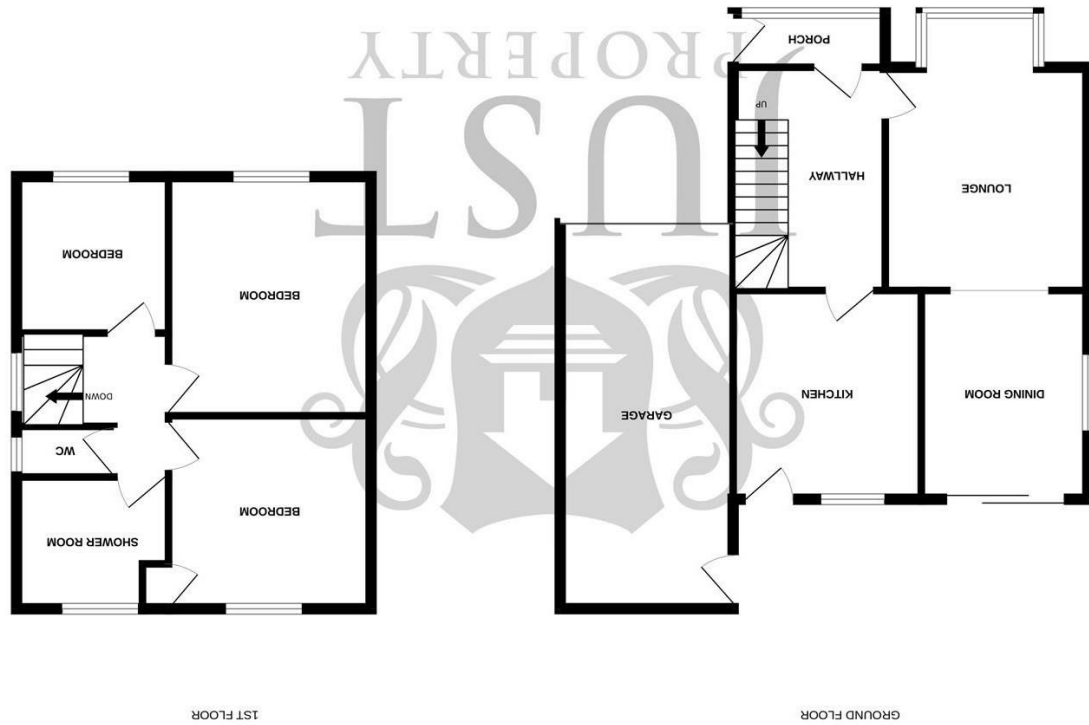 GROUND FLOOR
1ST FLOOR
GARAGE
DINING ROOM
KITCHEN
LOUNGE
HALLWAY
UP
PORCH
SHOWER ROOM
BEDROOM
WC
DOWN
BEDROOM
BEDROOM
JUST
PROPERTY